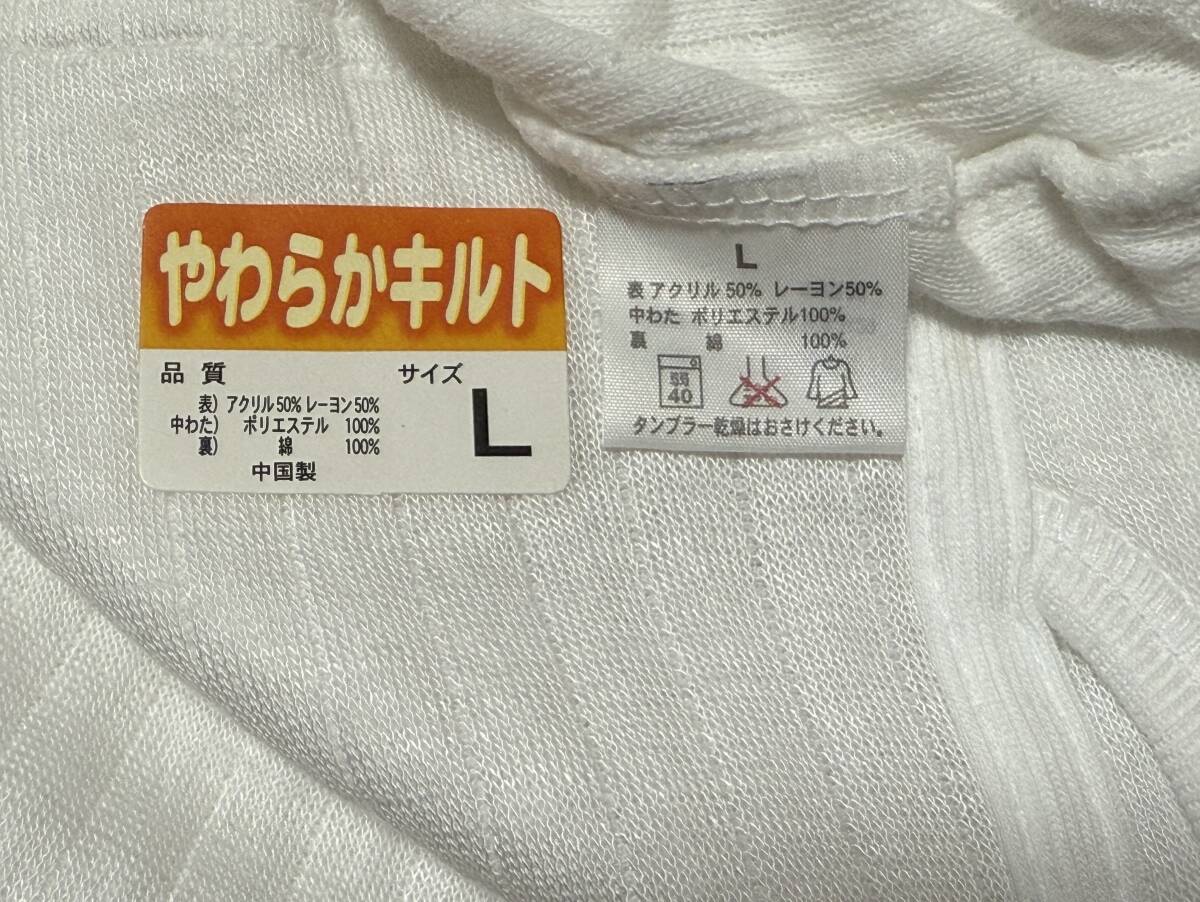 やわらかキルト
品質 サイズ
表) アクリル50% レーヨン50%
中わた) ポリエステル 100%
裏) 綿 100%
L
中国製
L
表 アクリル 50% レーヨン50%
中わた ポリエステル100%
裏 綿 100%
40
タンブラー乾燥はおさけください。